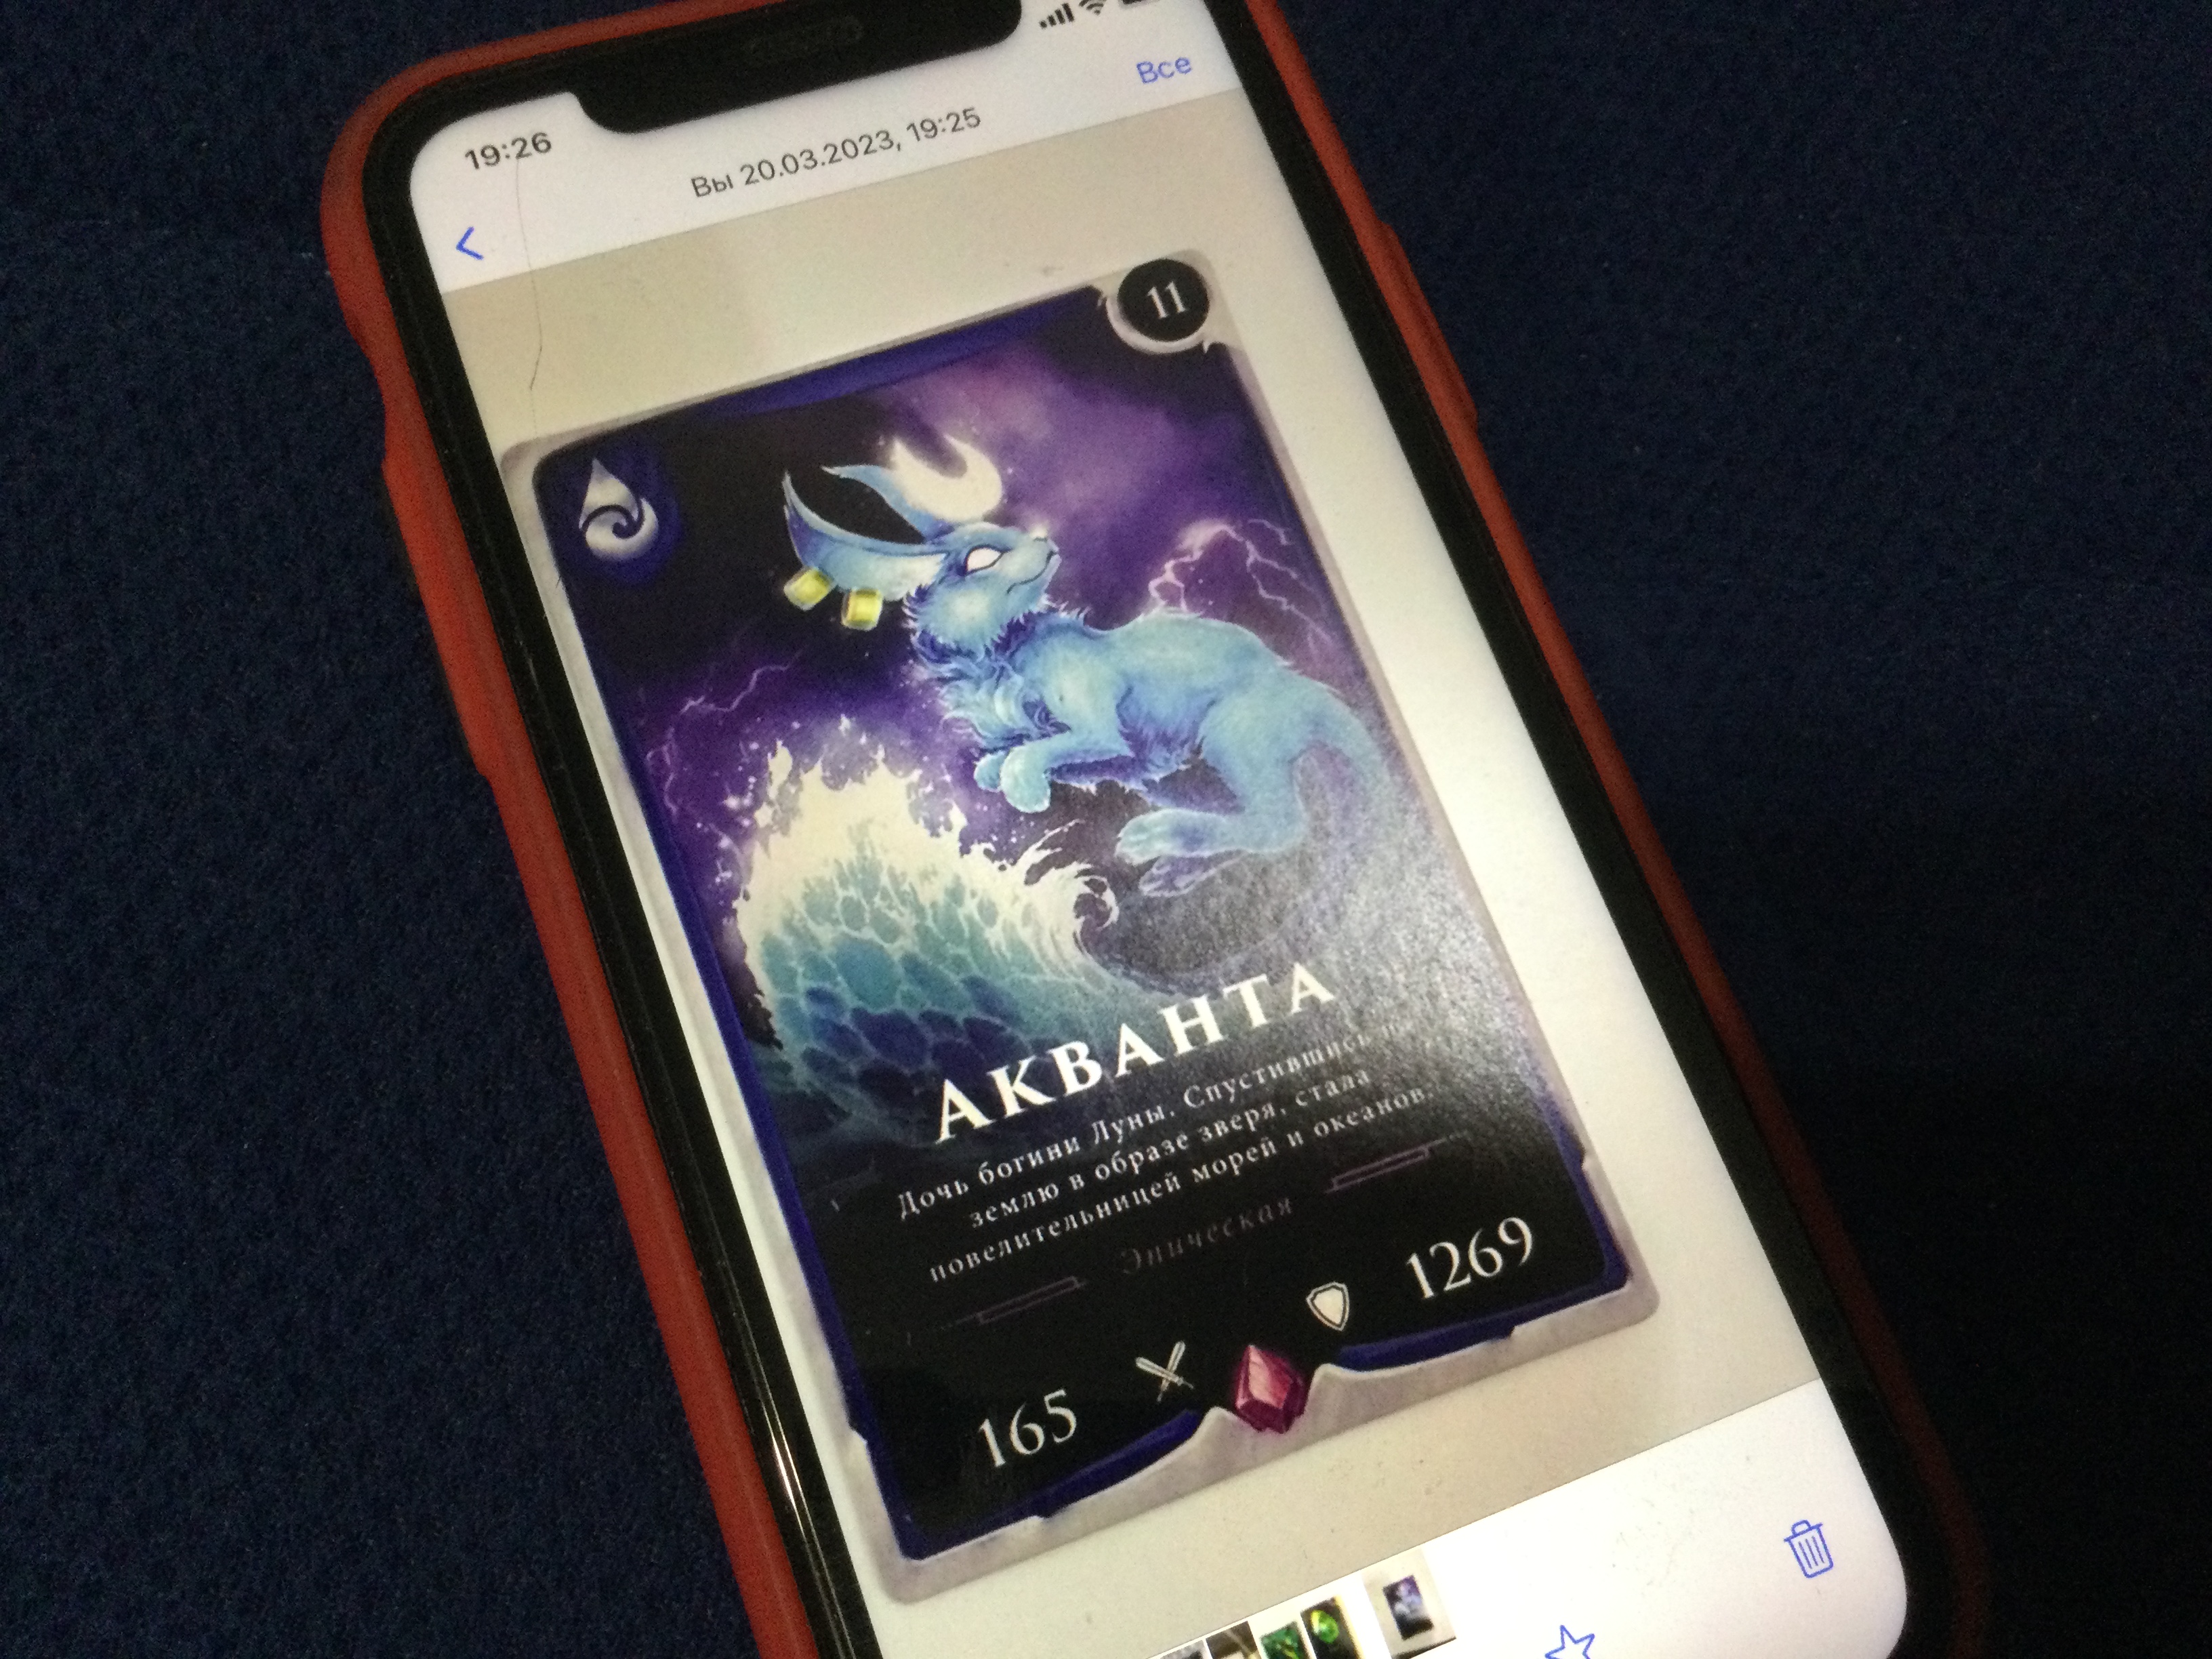 19:26
Все
Вы 20.03.2023, 19:25
11
АКВАНТА
Дочь богини Луны. Спустившись
землю в образе зверя, стала
повелительницей морей и океанов.
Эпическая
165
1269